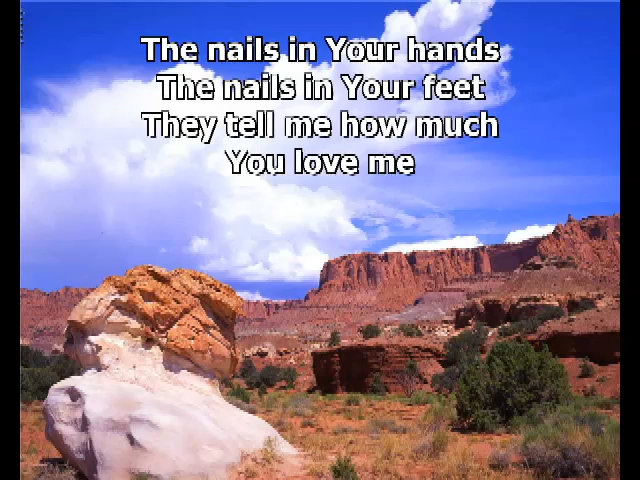 The nails in Your hands
The nails in Your feet
They tell me how much
You love me